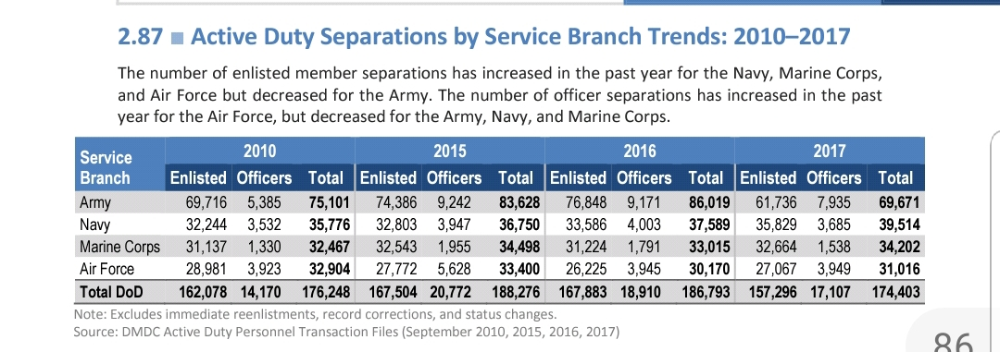 2.87 ■ Active Duty Separations by Service Branch Trends: 2010–2017
The number of enlisted member separations has increased in the past year for the Navy, Marine Corps,
and Air Force but decreased for the Army. The number of officer separations has increased in the past
year for the Air Force, but decreased for the Army, Navy, and Marine Corps.
Service Branch 2010 2015 2016 2017
Enlisted Officers Total Enlisted Officers Total Enlisted Officers Total Enlisted Officers Total
Army 69,716 5,385 75,101 74,386 9,242 83,628 76,848 9,171 86,019 61,736 7,935 69,671
Navy 32,244 3,532 35,776 32,803 3,947 36,750 33,586 4,003 37,589 35,829 3,685 39,514
Marine Corps 31,137 1,330 32,467 32,543 1,955 34,498 31,224 1,791 33,015 32,664 1,538 34,202
Air Force 28,981 3,923 32,904 27,772 5,628 33,400 26,225 3,945 30,170 27,067 3,949 31,016
Total DoD 162,078 14,170 176,248 167,504 20,772 188,276 167,883 18,910 186,793 157,296 17,107 174,403
Note: Excludes immediate reenlistments, record corrections, and status changes.
Source: DMDC Active Duty Personnel Transaction Files (September 2010, 2015, 2016, 2017)
86